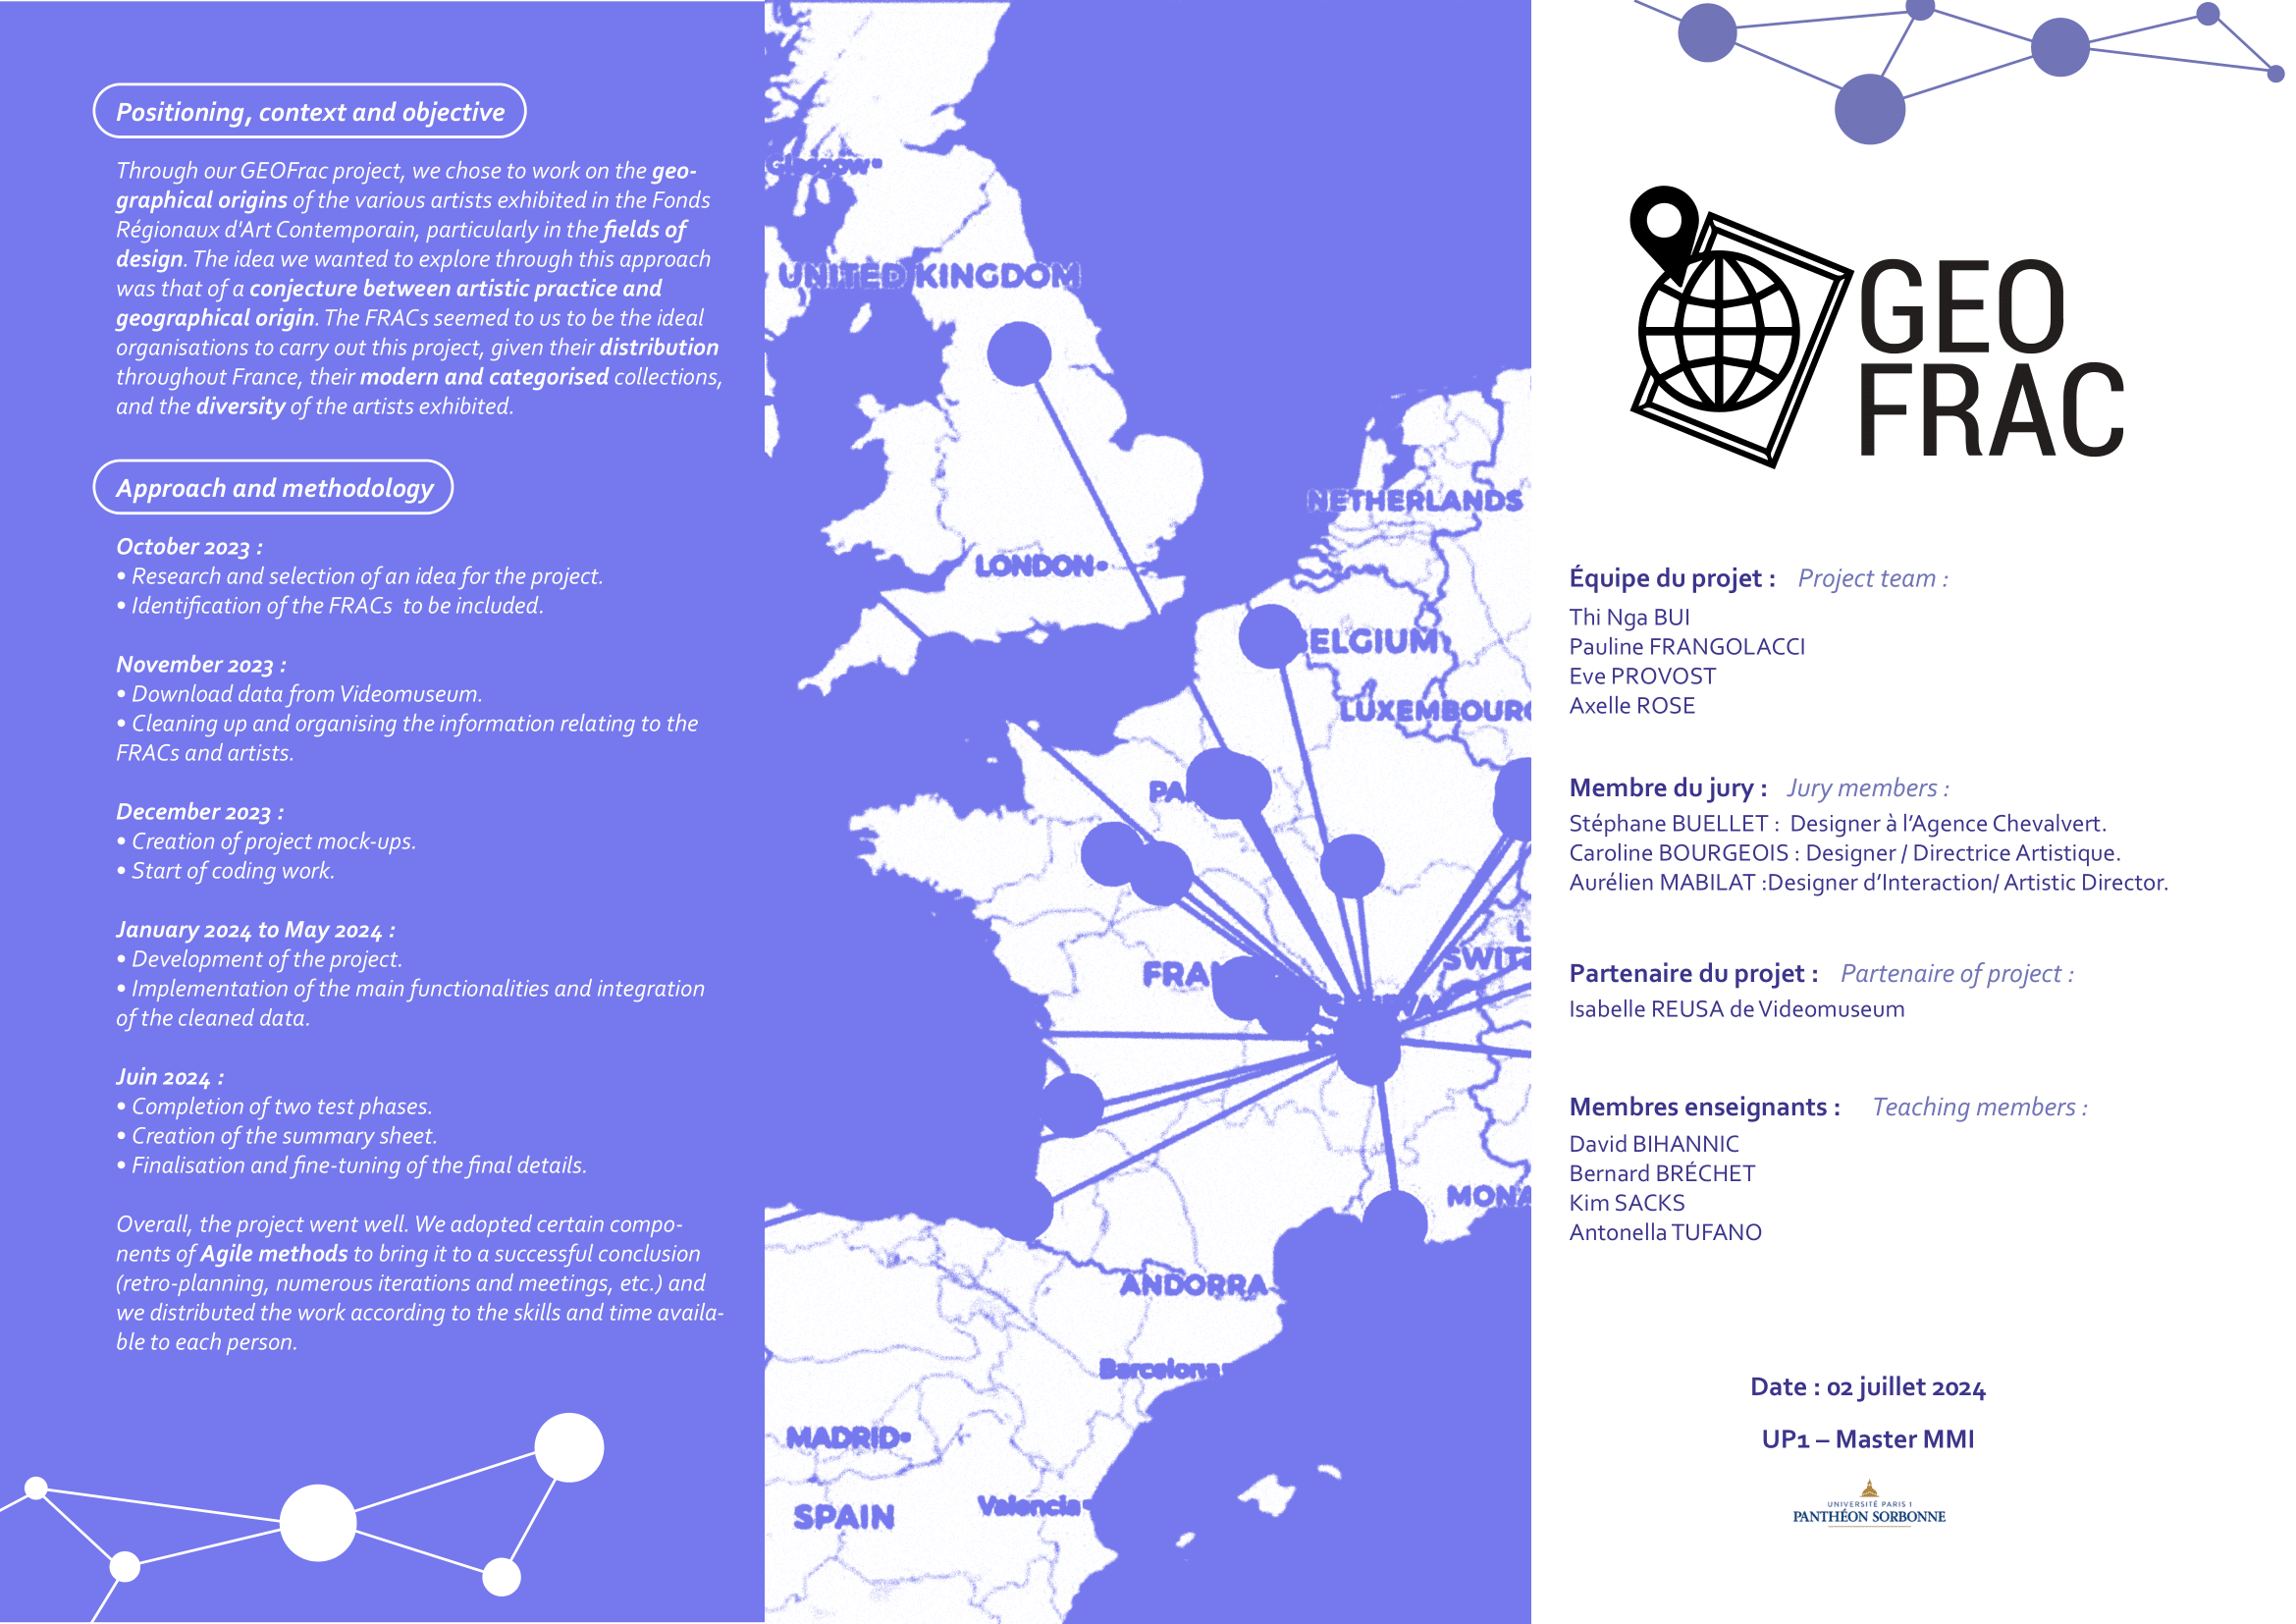 Positioning, context and objective
Through our GEOFrac project, we chose to work on the geo-
graphical origins of the various artists exhibited in the Fonds
Régionaux d'Art Contemporain, particularly in the fields of
design. The idea we wanted to explore through this approach
was that of a conjecture between artistic practice and
geographical origin. The FRACs seemed to us to be the ideal
organisations to carry out this project, given their distribution
throughout France, their modern and categorised collections,
and the diversity of the artists exhibited.
Approach and methodology
October 2023 :
• Research and selection of an idea for the project.
• Identification of the FRACs to be included.
November 2023 :
• Download data from Videomuseum.
• Cleaning up and organising the information relating to the
FRACs and artists.
December 2023 :
• Creation of project mock-ups.
• Start of coding work.
January 2024 to May 2024 :
• Development of the project.
• Implementation of the main functionalities and integration
of the cleaned data.
Juin 2024 :
• Completion of two test phases.
• Creation of the summary sheet.
• Finalisation and fine-tuning of the final details.
Overall, the project went well. We adopted certain compo-
nents of Agile methods to bring it to a successful conclusion
(retro-planning, numerous iterations and meetings, etc.) and
we distributed the work according to the skills and time availa-
ble to each person.
Glasgow
UNITED KINGDOM
NETHERLANDS
LONDON
ELGIUM
LUXEMBOURG
PA
FRA
SWIT
MONA
ANDORRA
Barcelona
MADRID
SPAIN
Valencia
GEO
FRAC
Équipe du projet : Project team :
Thi Nga BUI
Pauline FRANGOLACCI
Eve PROVOST
Axelle ROSE
Membre du jury : Jury members :
Stéphane BUELLET : Designer à l’Agence Chevalvert.
Caroline BOURGEOIS : Designer / Directrice Artistique.
Aurélien MABILAT :Designer d’Interaction/ Artistic Director.
Partenaire du projet : Partenaire of project :
Isabelle REUSA de Videomuseum
Membres enseignants : Teaching members :
David BIHANNIC
Bernard BRÉCHET
Kim SACKS
Antonella TUFANO
Date : 02 juillet 2024
UP1 – Master MMI
UNIVERSITÉ PARIS 1
PANTHÉON SORBONNE